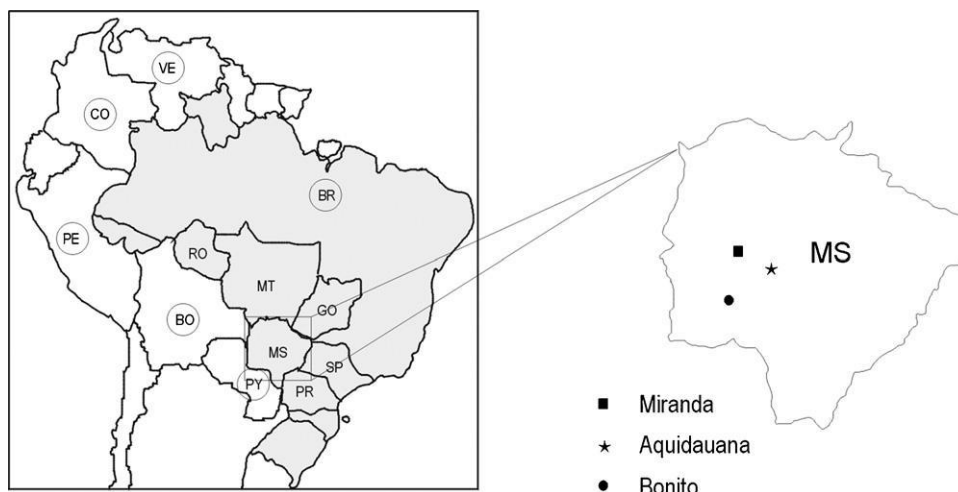 VE
CO
BR
PE
RO
MT
GO
BO
MS
SP
PY
PR
MS
Miranda
Aquidauana
Bonito